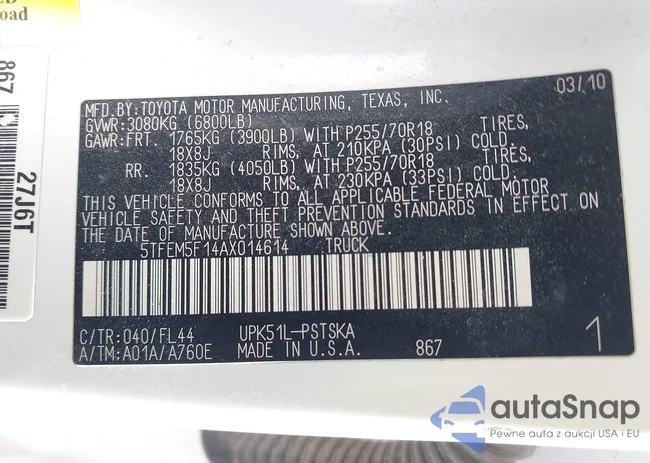 oad
867
27J6T
03/10
MFD. BY: TOYOTA MOTOR MANUFACTURING, TEXAS, INC.
GVWR: 3080KG (6800LB)
GAWR: FRT. 1765KG (3900LB) WITH P255/70R18 TIRES,
18X8J RIMS, AT 210KPA (30PSI) COLD.
RR. 1835KG (4050LB) WITH P255/70R18 TIRES,
18X8J RIMS, AT 230KPA (33PSI) COLD.
THIS VEHICLE CONFORMS TO ALL APPLICABLE FEDERAL MOTOR
VEHICLE SAFETY AND THEFT PREVENTION STANDARDS IN EFFECT ON
THE DATE OF MANUFACTURE SHOWN ABOVE.
5TFEM5F14AX014614 TRUCK
C/TR: 040/FL44 UPK51L-PSTSKA
A/TM: A01A/A760E MADE IN U.S.A. 867
1
autoSnap
Pewne auta z aukcji USA i EU